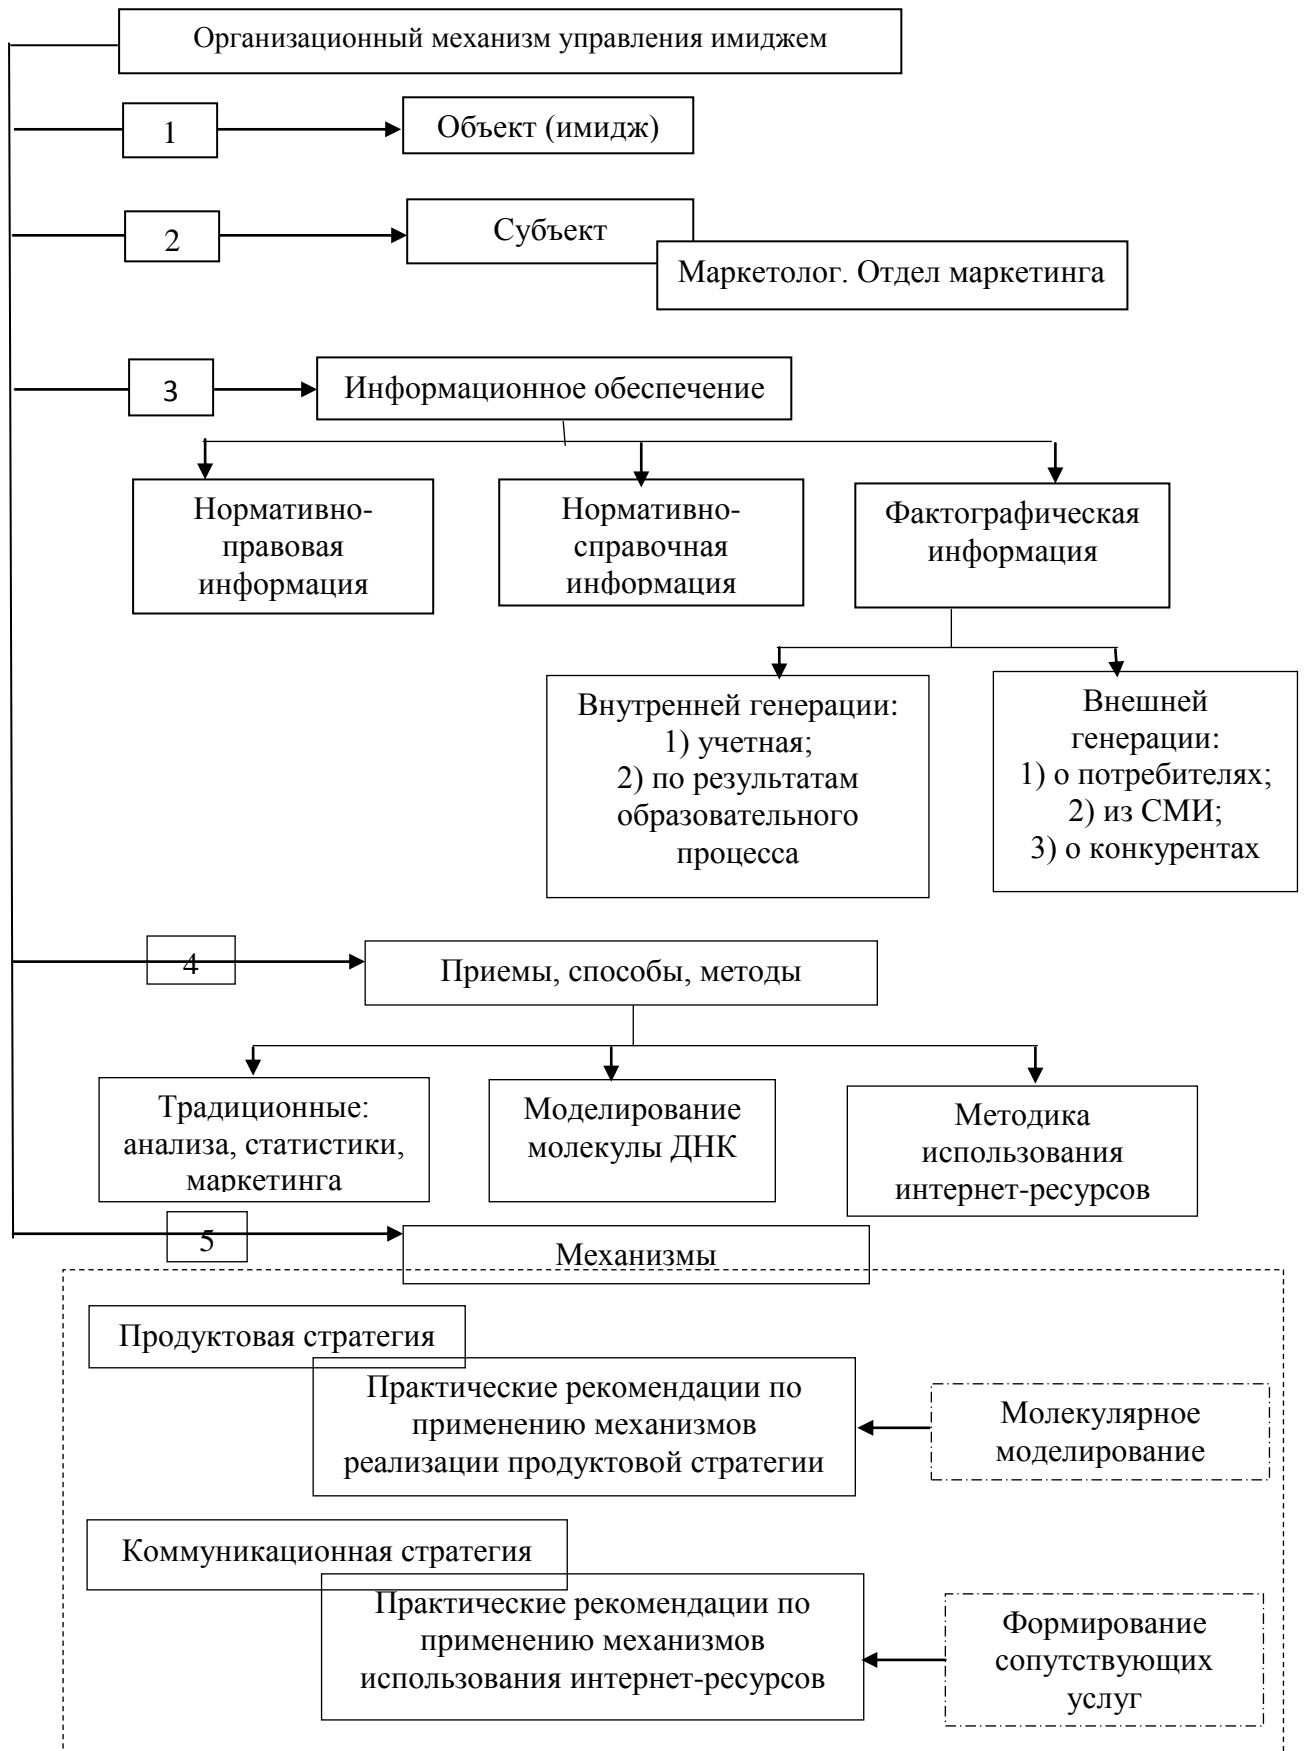 Организационный механизм управления имиджем
1
Объект (имидж)
2
Субъект
Маркетолог. Отдел маркетинга
3
Информационное обеспечение
Нормативно-
правовая
информация
Нормативно-
справочная
информация
Фактографическая
информация
Внутренней генерации:
1) учетная;
2) по результатам
образовательного
процесса
Внешней
генерации:
1) о потребителях;
2) из СМИ;
3) о конкурентах
4
Приемы, способы, методы
Традиционные:
анализа, статистики,
маркетинга
Моделирование
молекулы ДНК
Методика
использования
интернет-ресурсов
5
Механизмы
Продуктовая стратегия
Практические рекомендации по
применению механизмов
реализации продуктовой стратегии
Молекулярное
моделирование
Коммуникационная стратегия
Практические рекомендации по
применению механизмов
использования интернет-ресурсов
Формирование
сопутствующих
услуг